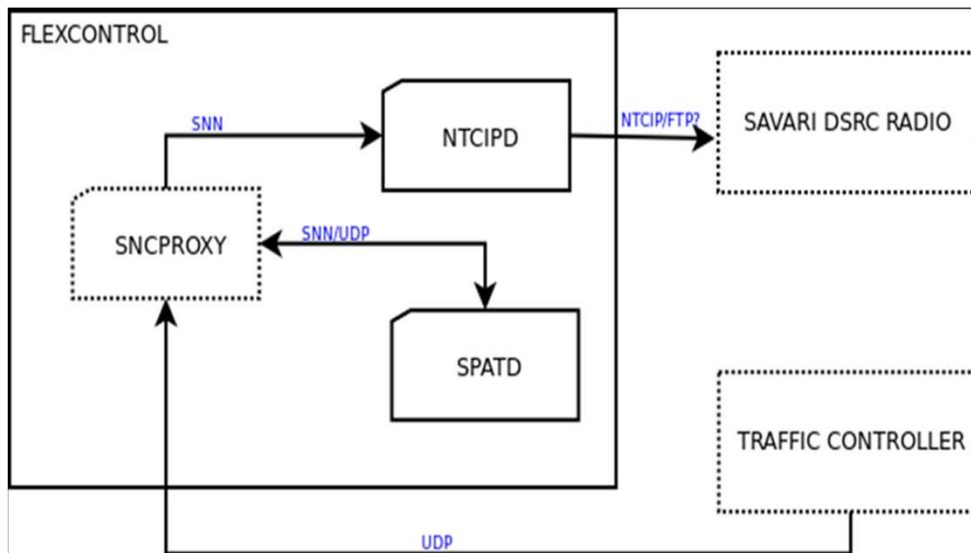 FLEXCONTROL
SNN
NTCIPD
NTCIP/FTP?
SAVARI DSRC RADIO
SNCPROXY
SNN/UDP
SPATD
TRAFFIC CONTROLLER
UDP